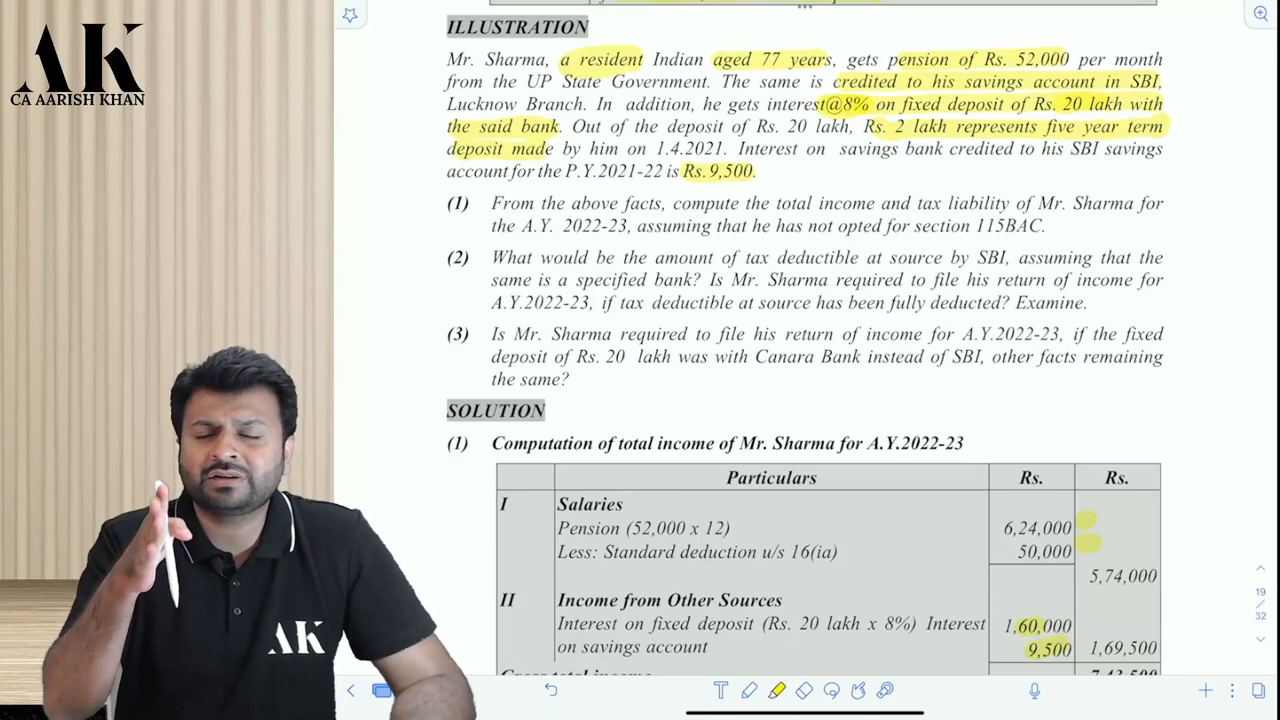 AK
CA AARISH KHAN
ILLUSTRATION
Mr. Sharma, a resident Indian aged 77 years, gets pension of Rs. 52,000 per month
from the UP State Government. The same is credited to his savings account in SBI,
Lucknow Branch. In addition, he gets interest@8% on fixed deposit of Rs. 20 lakh with
the said bank. Out of the deposit of Rs. 20 lakh, Rs. 2 lakh represents five year term
deposit made by him on 1.4.2021. Interest on savings bank credited to his SBI savings
account for the P.Y.2021-22 is Rs.9,500.
(1) From the above facts, compute the total income and tax liability of Mr. Sharma for
the A.Y. 2022-23, assuming that he has not opted for section 115BAC.
(2) What would be the amount of tax deductible at source by SBI, assuming that the
same is a specified bank? Is Mr. Sharma required to file his return of income for
A.Y.2022-23, if tax deductible at source has been fully deducted? Examine.
(3) Is Mr. Sharma required to file his return of income for A.Y.2022-23, if the fixed
deposit of Rs. 20 lakh was with Canara Bank instead of SBI, other facts remaining
the same?
SOLUTION
(1) Computation of total income of Mr. Sharma for A.Y.2022-23
Particulars Rs. Rs.
I Salaries
Pension (52,000 x 12) 6,24,000
Less: Standard deduction u/s 16(ia) 50,000
5,74,000
II Income from Other Sources
Interest on fixed deposit (Rs. 20 lakh x 8%) Interest 1,60,000
on savings account 9,500 1,69,500
Gross total income 7,43,500
AK
19
/
32